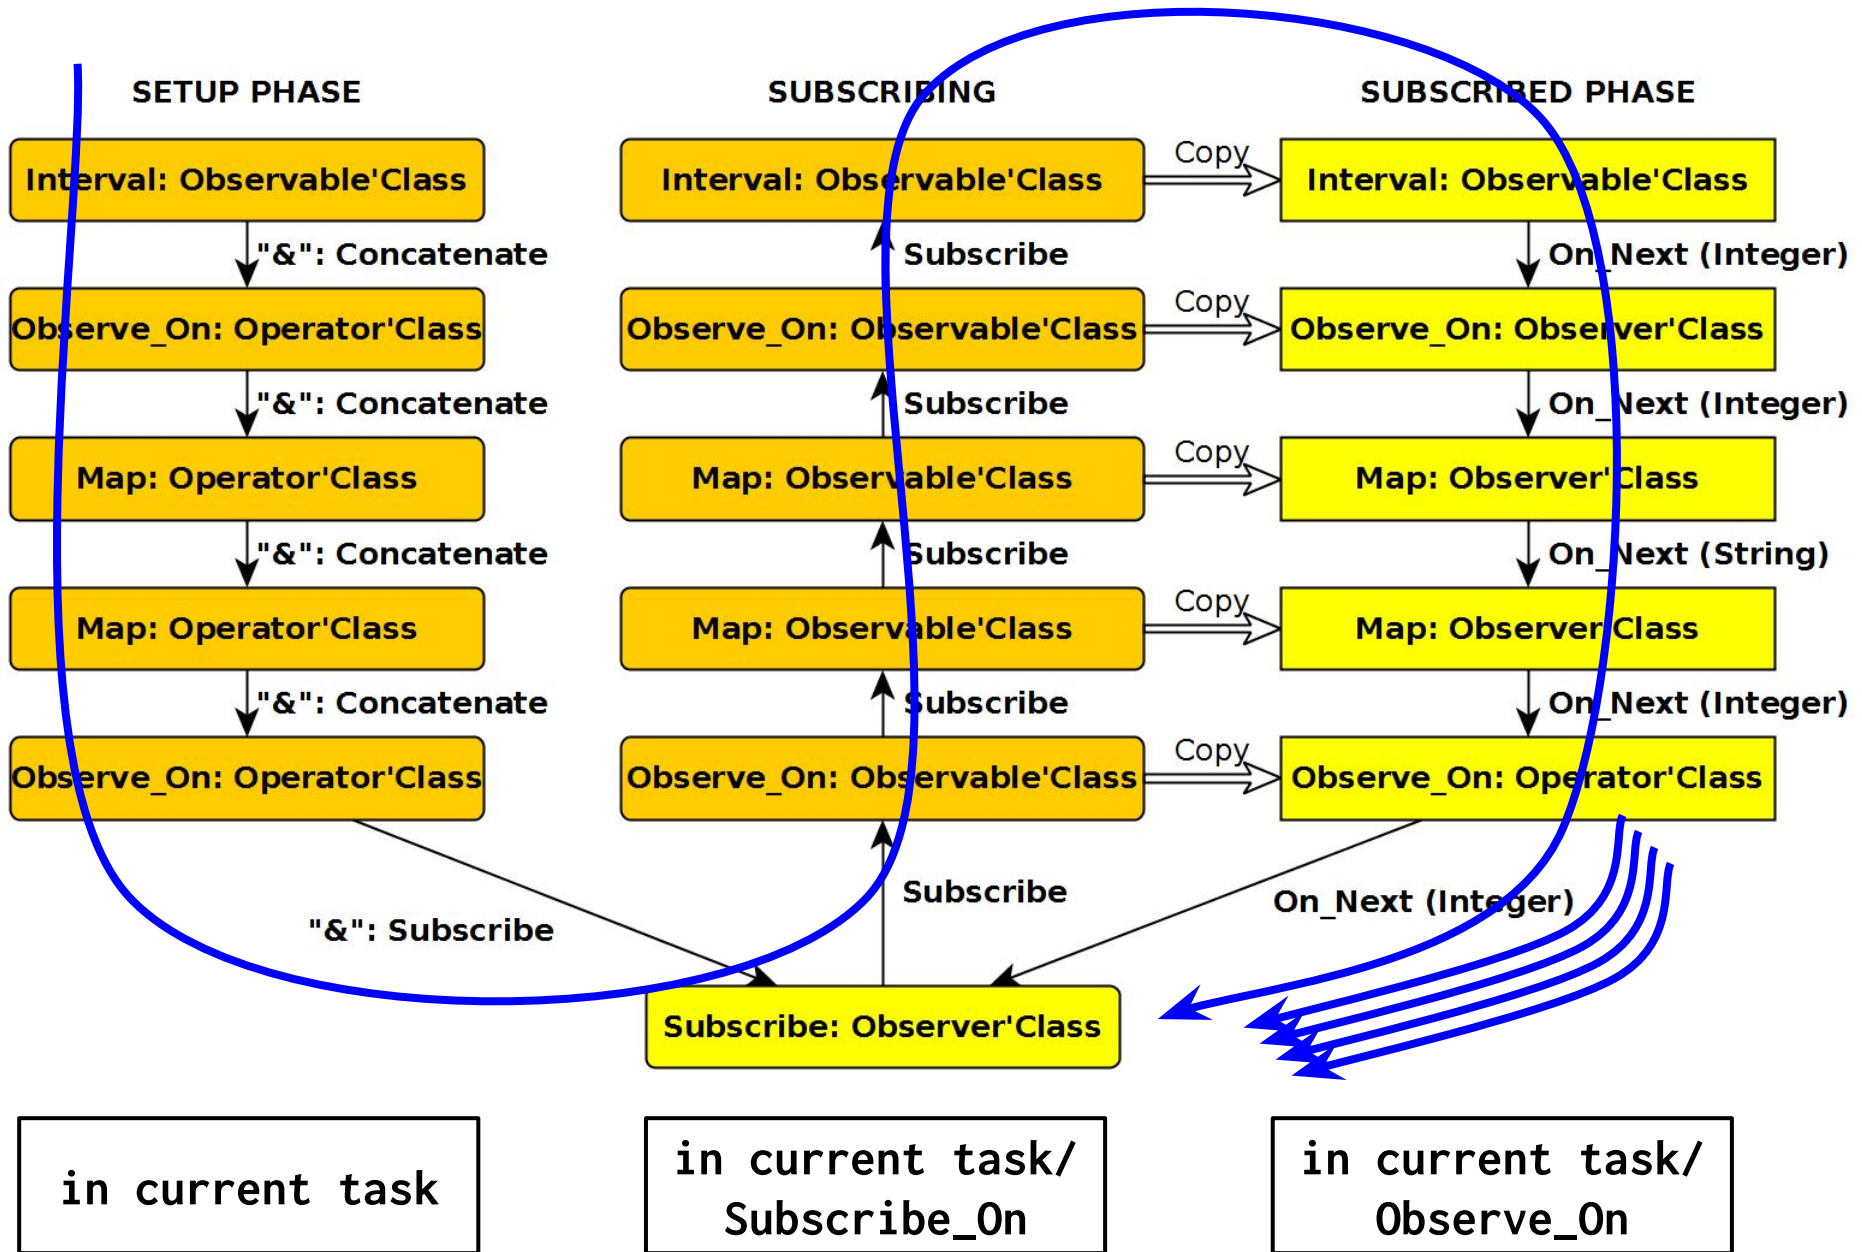 SETUP PHASE
SUBSCRIBING
SUBSCRIBED PHASE
Interval: Observable'Class
Interval: Observable'Class
Copy
Interval: Observable'Class
"&": Concatenate
Subscribe
On_Next (Integer)
Observe_On: Operator'Class
Observe_On: Observable'Class
Copy
Observe_On: Observer'Class
"&": Concatenate
Subscribe
On_Next (Integer)
Map: Operator'Class
Map: Observable'Class
Copy
Map: Observer'Class
"&": Concatenate
Subscribe
On_Next (String)
Map: Operator'Class
Map: Observable'Class
Copy
Map: Observer'Class
"&": Concatenate
Subscribe
On_Next (Integer)
Observe_On: Operator'Class
Observe_On: Observable'Class
Copy
Observe_On: Operator'Class
"&": Subscribe
Subscribe
On_Next (Integer)
Subscribe: Observer'Class
in current task
in current task/
Subscribe_On
in current task/
Observe_On